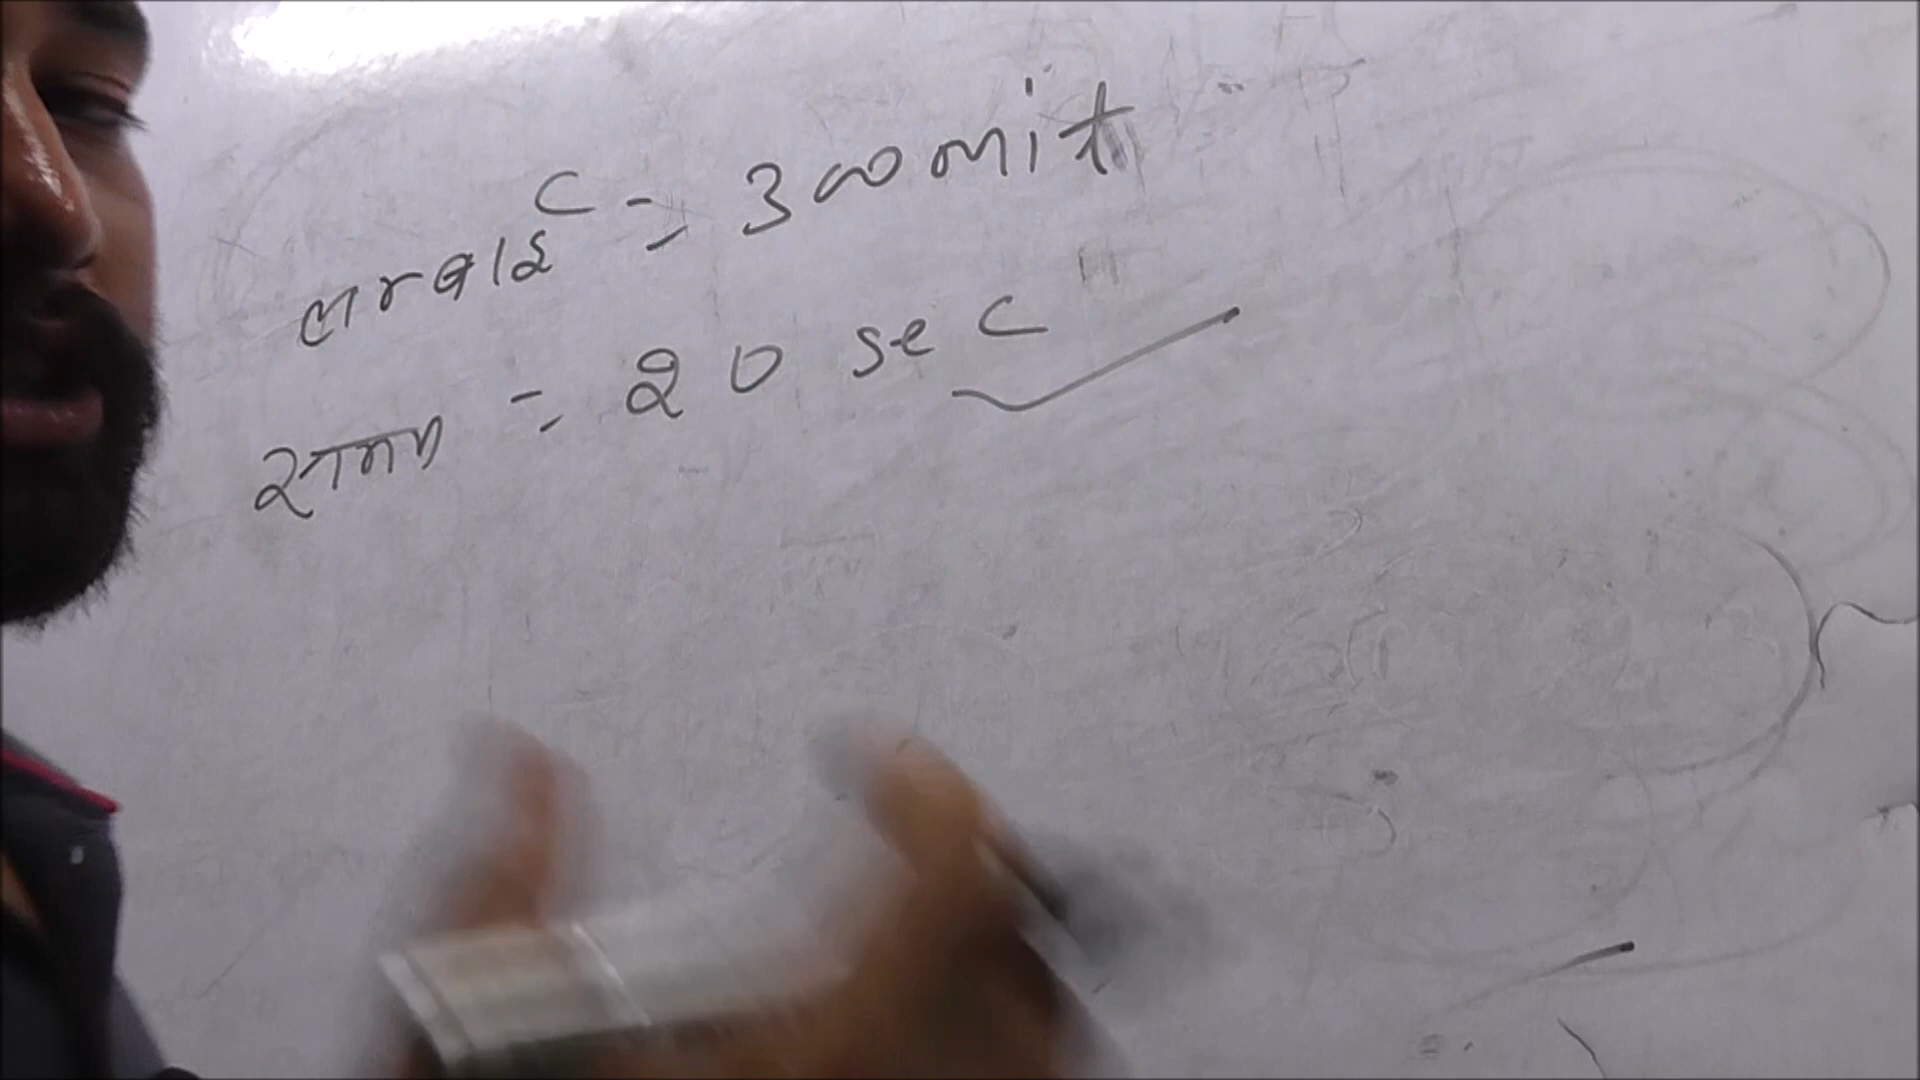 लम्बाई = 300 mit
समय = 20 sec